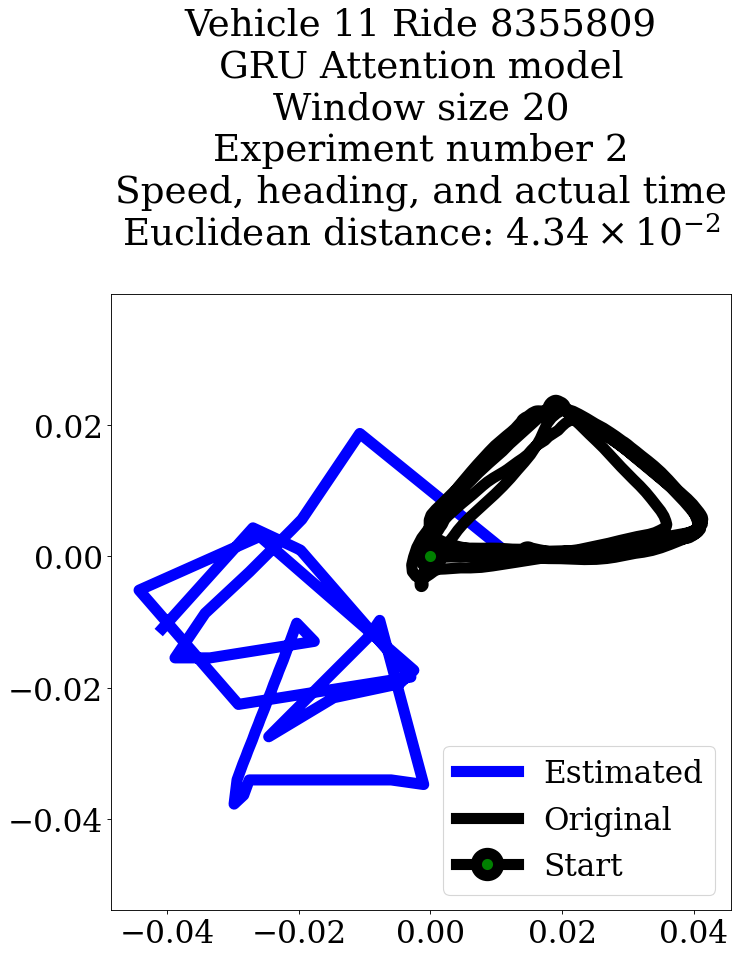 Vehicle 11 Ride 8355809
GRU Attention model
Window size 20
Experiment number 2
Speed, heading, and actual time
Euclidean distance: 4.34 × 10⁻²
0.02
0.00
−0.02
−0.04
Estimated
Original
Start
−0.04 −0.02 0.00 0.02 0.04